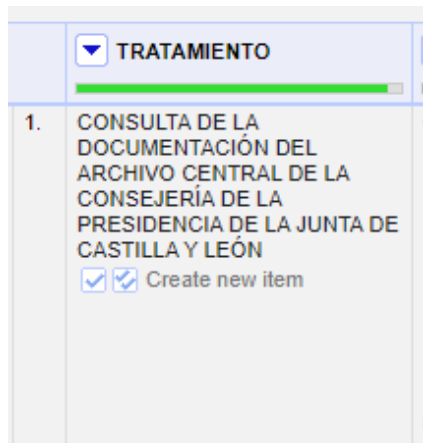 TRATAMIENTO
1.
CONSULTA DE LA
DOCUMENTACIÓN DEL
ARCHIVO CENTRAL DE LA
CONSEJERÍA DE LA
PRESIDENCIA DE LA JUNTA DE
CASTILLA Y LEÓN
Create new item